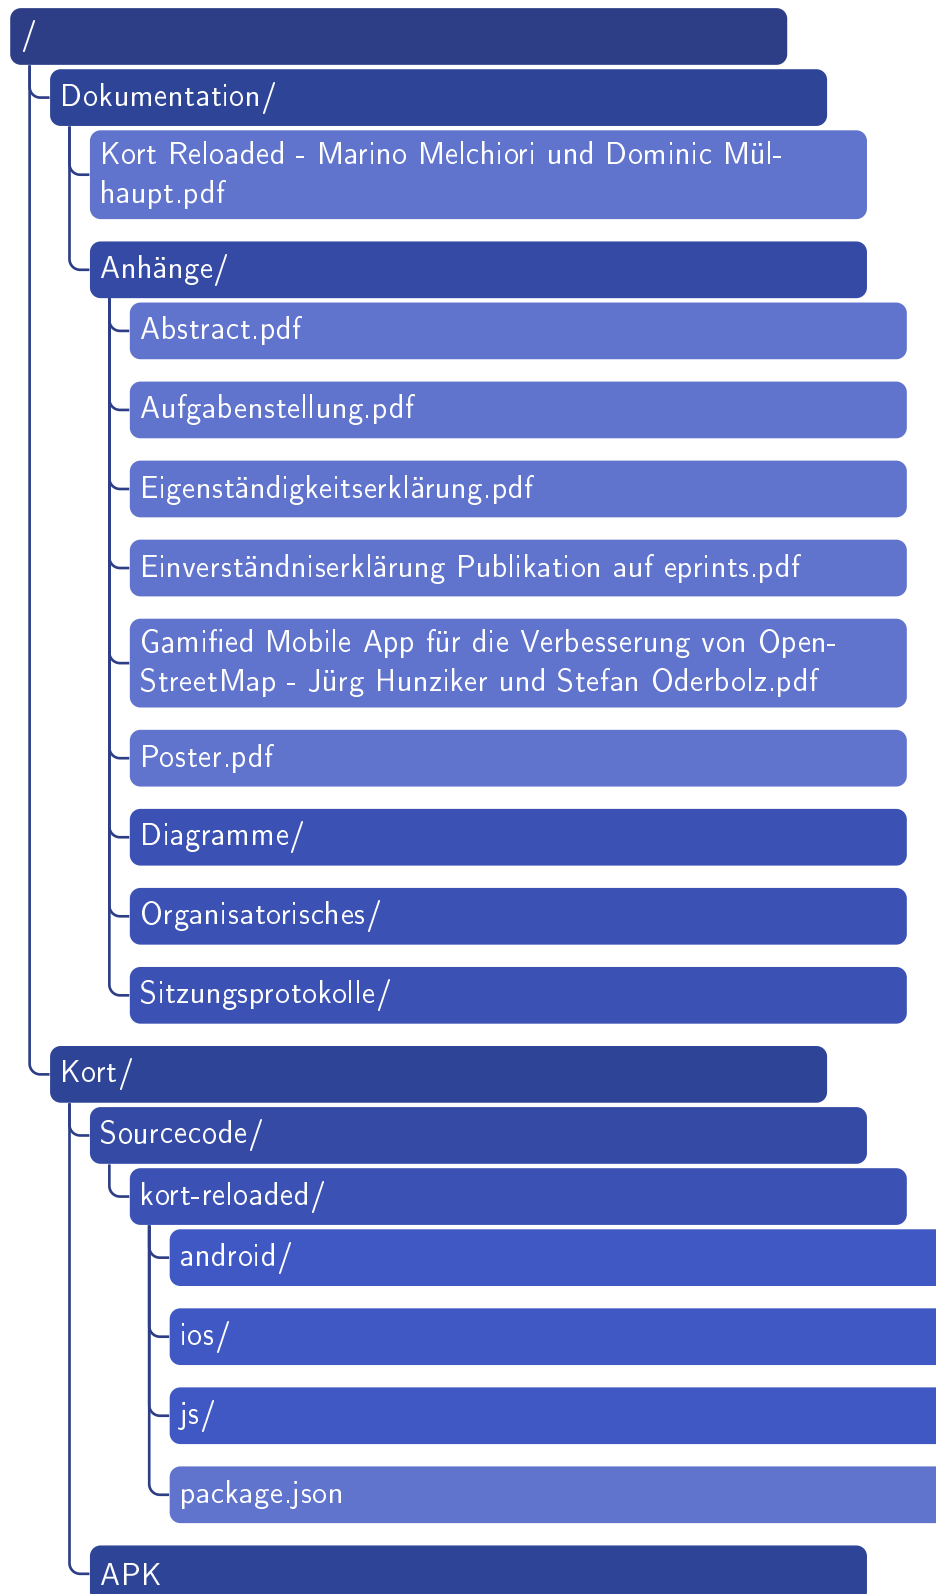 /
Dokumentation/
Kort Reloaded - Marino Melchiori und Dominic Mül-
haupt.pdf
Anhänge/
Abstract.pdf
Aufgabenstellung.pdf
Eigenständigkeitserklärung.pdf
Einverständniserklärung Publikation auf eprints.pdf
Gamified Mobile App für die Verbesserung von Open-
StreetMap - Jürg Hunziker und Stefan Oderbolz.pdf
Poster.pdf
Diagramme/
Organisatorisches/
Sitzungsprotokolle/
Kort/
Sourcecode/
kort-reloaded/
android/
ios/
js/
package.json
APK